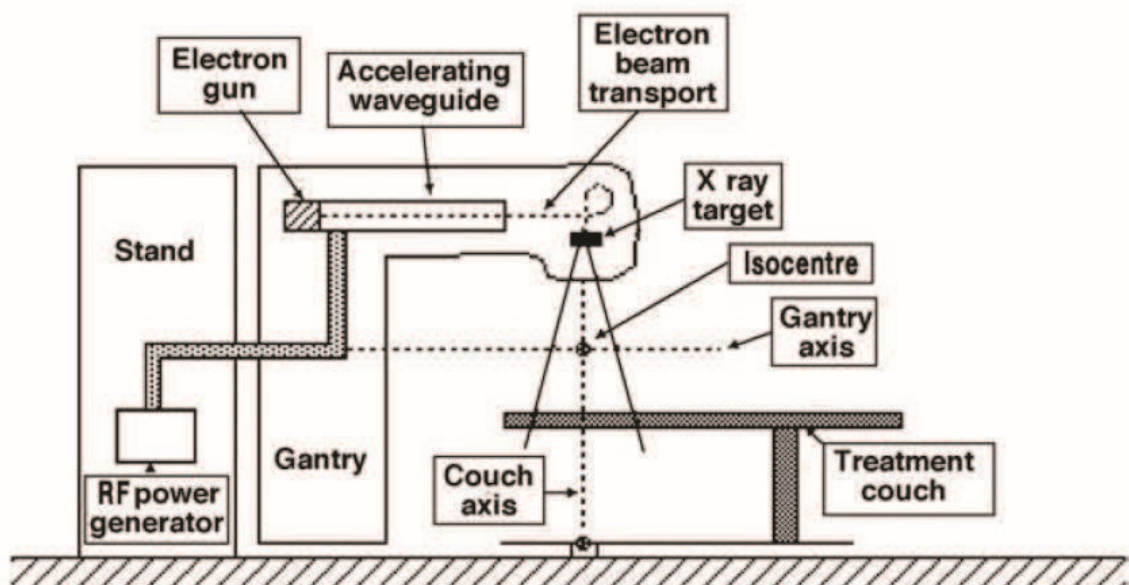 Electron
gun
Accelerating
waveguide
Electron
beam
transport
X ray
target
Stand
Isocentre
Gantry
axis
Gantry
Couch
axis
Treatment
couch
RF power
generator